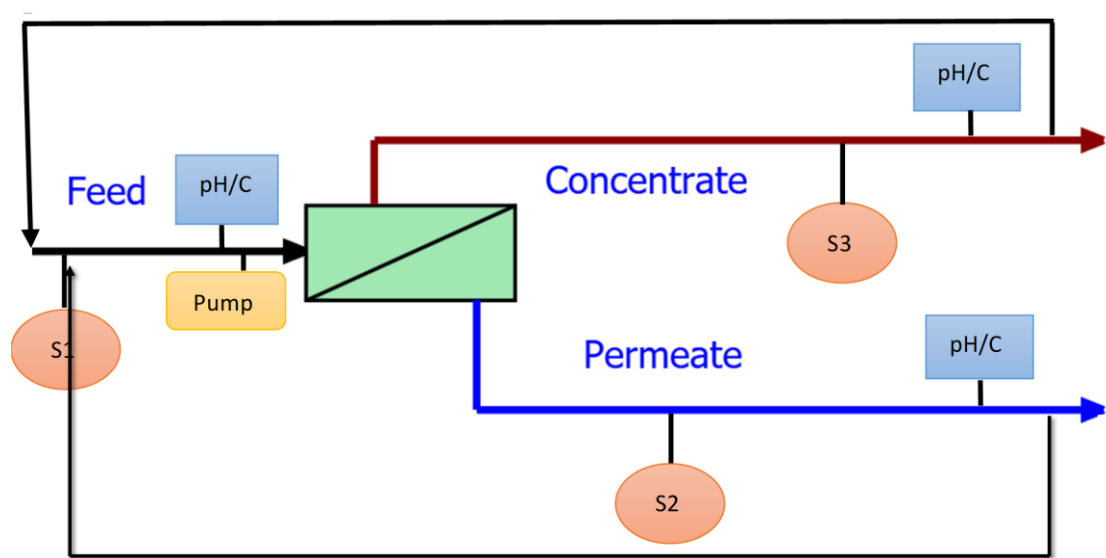 pH/C
Feed
pH/C
Concentrate
S3
Pump
S1
Permeate
pH/C
S2